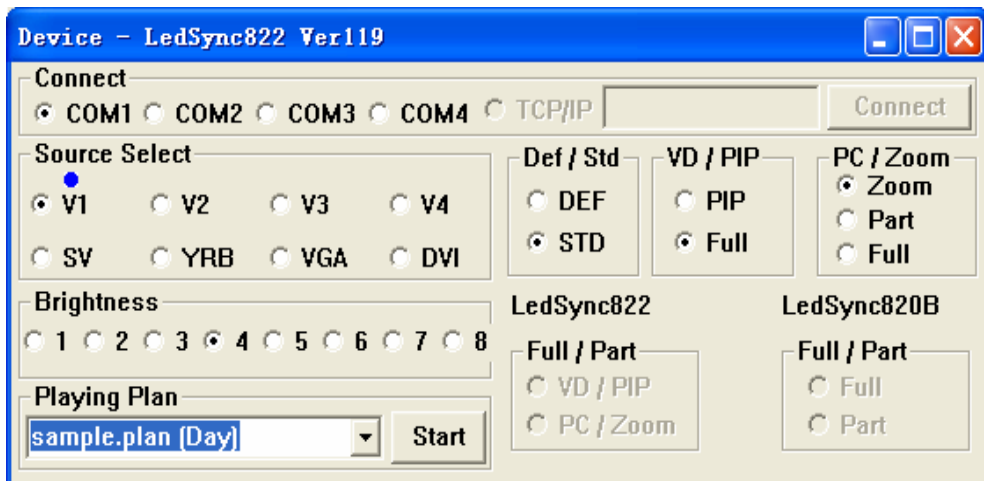 Device - LedSync822 Ver119
Connect
COM1 COM2 COM3 COM4 TCP/IP Connect
Source Select
V1 V2 V3 V4
SV YRB VGA DVI
Def / Std
DEF
STD
VD / PIP
PIP
Full
PC / Zoom
Zoom
Part
Full
Brightness
1 2 3 4 5 6 7 8
Playing Plan
sample.plan (Day) Start
LedSync822
Full / Part
VD / PIP
PC / Zoom
LedSync820B
Full / Part
Full
Part